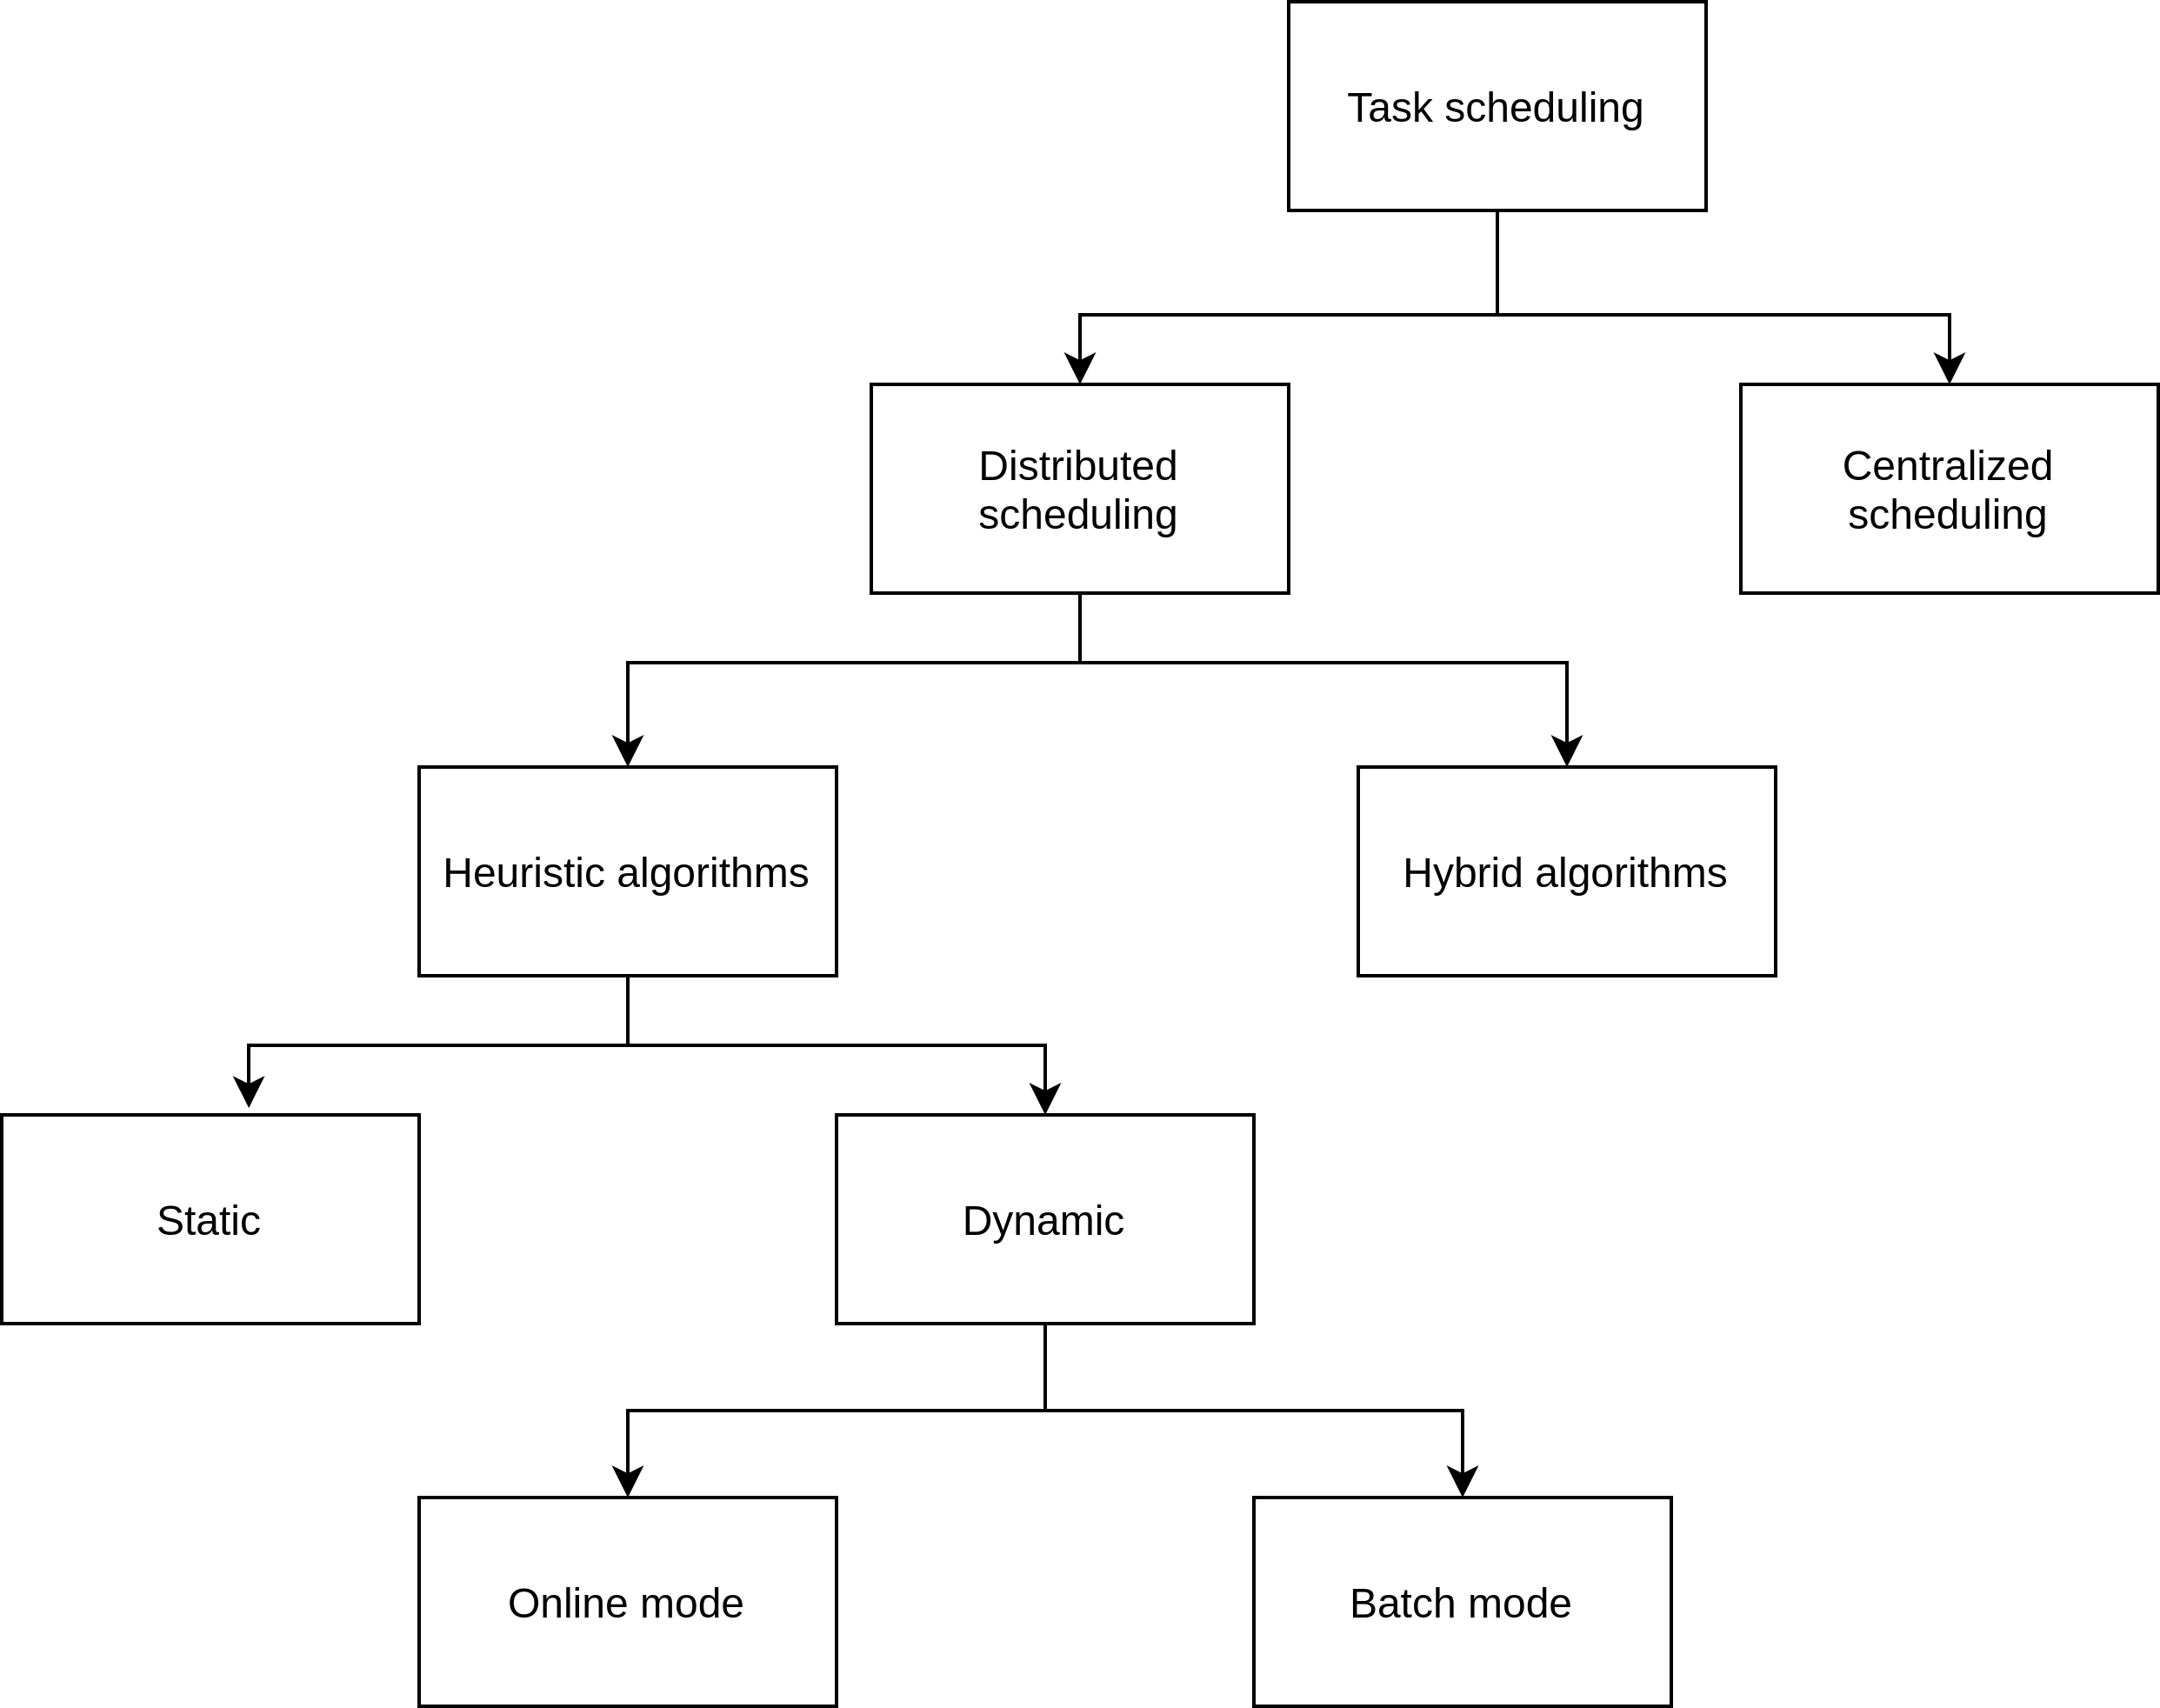 Task scheduling
Distributed
scheduling
Centralized
scheduling
Heuristic algorithms
Hybrid algorithms
Static
Dynamic
Online mode
Batch mode